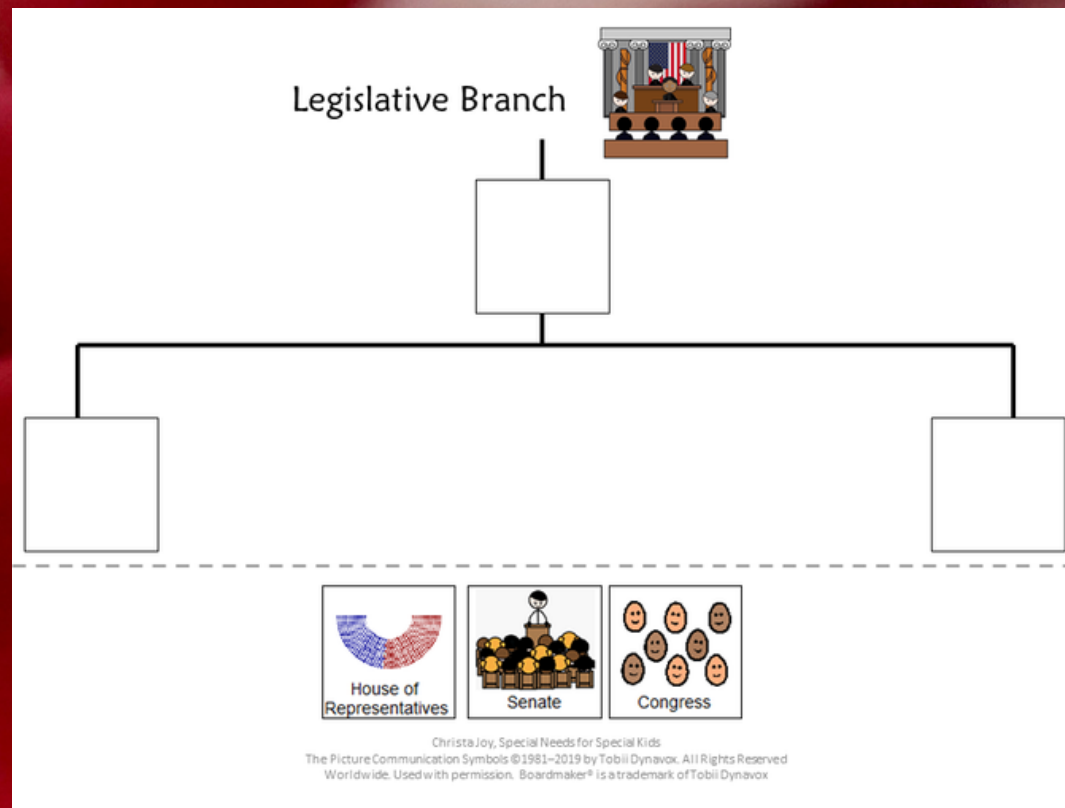 Legislative Branch
House of
Representatives
Senate
Congress
Christa Joy, Special Needs for Special Kids
The Picture Communication Symbols ©1981–2019 by Tobii Dynavox. All Rights Reserved
Worldwide. Used with permission. Boardmaker® is a trademark of Tobii Dynavox